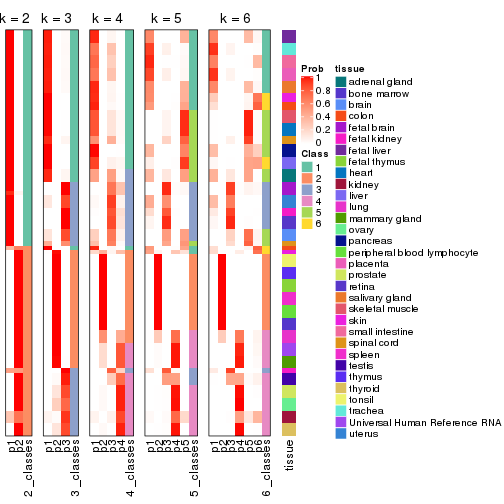 k = 2
k = 3
k = 4
k = 5
k = 6
p1
p2
2_classes
p1
p2
p3
3_classes
p1
p2
p3
p4
4_classes
p1
p2
p3
p4
p5
5_classes
p1
p2
p3
p4
p5
p6
6_classes
tissue
Prob
1
0.8
0.6
0.4
0.2
0
Class
1
2
3
4
5
6
tissue
adrenal gland
bone marrow
brain
colon
fetal brain
fetal kidney
fetal liver
fetal thymus
heart
kidney
liver
lung
mammary gland
ovary
pancreas
peripheral blood lymphocyte
placenta
prostate
retina
salivary gland
skeletal muscle
skin
small intestine
spinal cord
spleen
testis
thymus
thyroid
tonsil
trachea
Universal Human Reference RNA
uterus